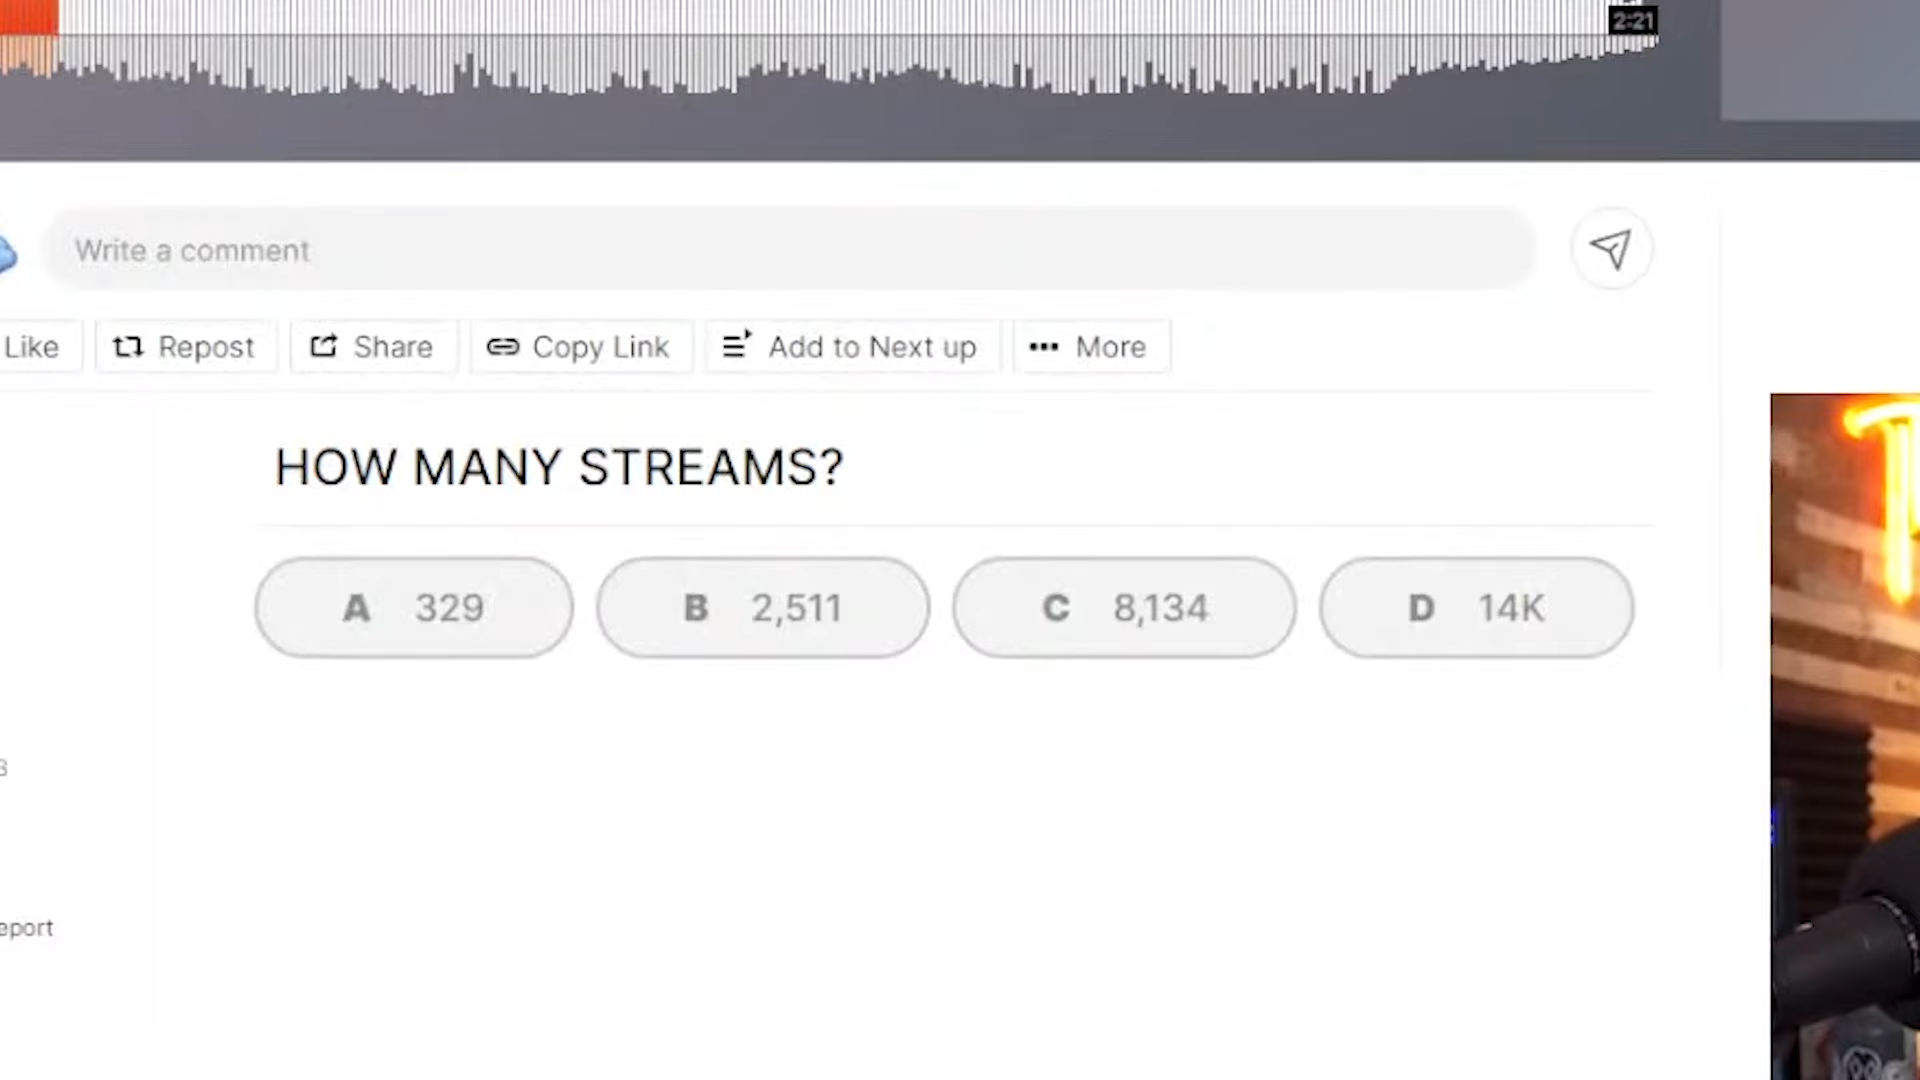 2:21
Write a comment
Like Repost Share Copy Link Add to Next up More
HOW MANY STREAMS?
A 329 B 2,511 C 8,134 D 14K
eport